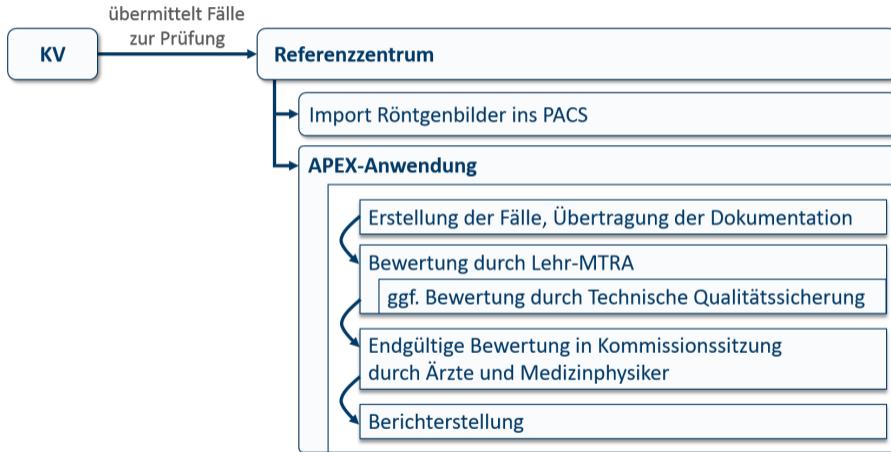 übermittelt Fälle
zur Prüfung
KV
Referenzzentrum
Import Röntgenbilder ins PACS
APEX-Anwendung
Erstellung der Fälle, Übertragung der Dokumentation
Bewertung durch Lehr-MTRA
ggf. Bewertung durch Technische Qualitätssicherung
Endgültige Bewertung in Kommissionssitzung
durch Ärzte und Medizinphysiker
Berichterstellung